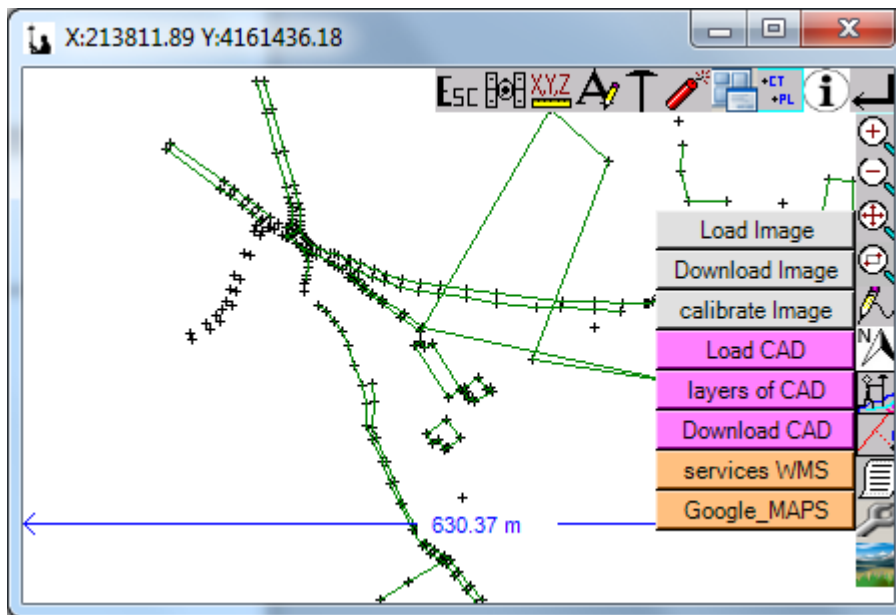 X:213811.89 Y:4161436.18
Esc X,Y,Z A T +CT
+PL i
Load Image
Download Image
calibrate Image
N
Load CAD
layers of CAD
Download CAD
services WMS
630.37 m
Google_MAPS